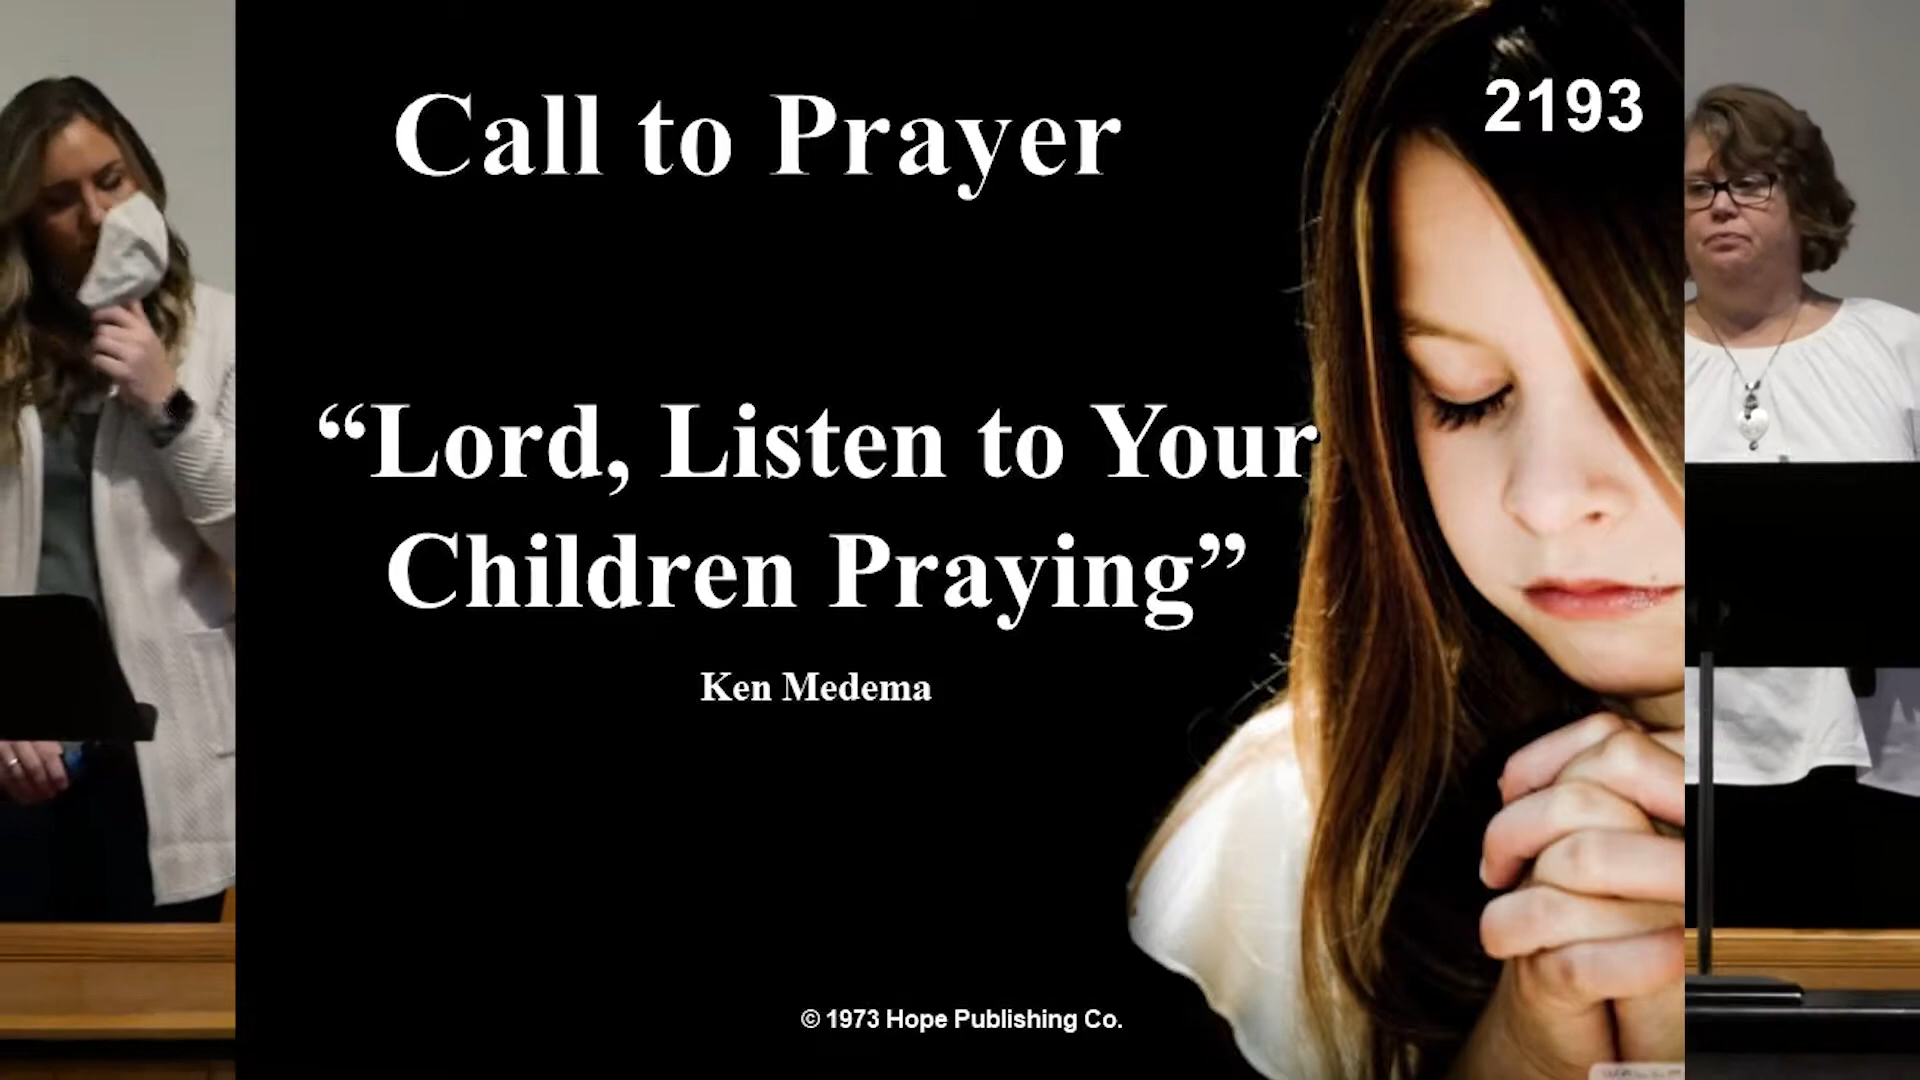 Call to Prayer
2193
“Lord, Listen to Your
Children Praying”
Ken Medema
© 1973 Hope Publishing Co.